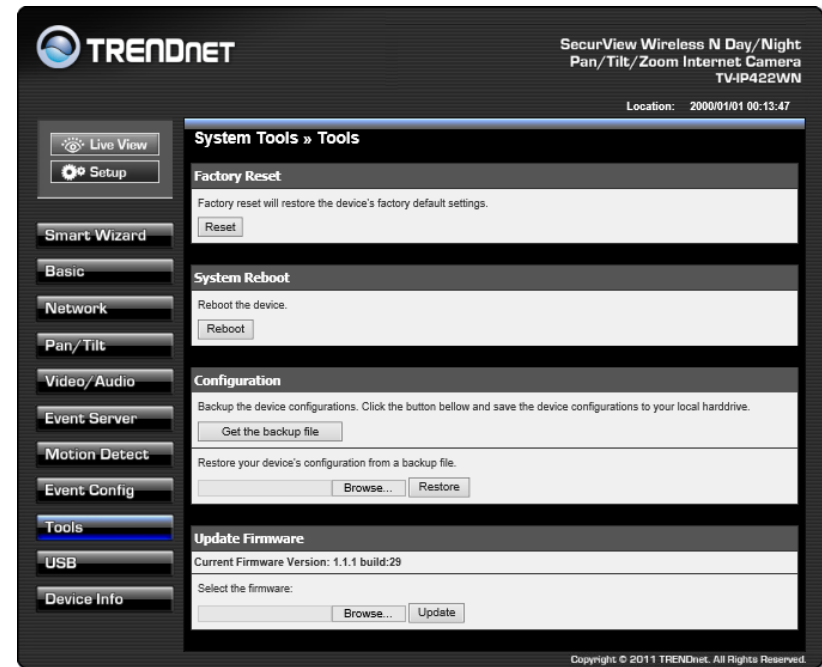 TRENDNET
SecurView Wireless N Day/Night
Pan/Tilt/Zoom Internet Camera
TV-IP422WN
Location: 2000/01/01 00:13:47
Live View
Setup
Smart Wizard
Basic
Network
Pan/Tilt
Video/Audio
Event Server
Motion Detect
Event Config
Tools
USB
Device Info
System Tools » Tools
Factory Reset
Factory reset will restore the device's factory default settings.
Reset
System Reboot
Reboot the device.
Reboot
Configuration
Backup the device configurations. Click the button bellow and save the device configurations to your local harddrive.
Get the backup file
Restore your device's configuration from a backup file.
Browse... Restore
Update Firmware
Current Firmware Version: 1.1.1 build:29
Select the firmware:
Browse... Update
Copyright © 2011 TRENDnet. All Rights Reserved.